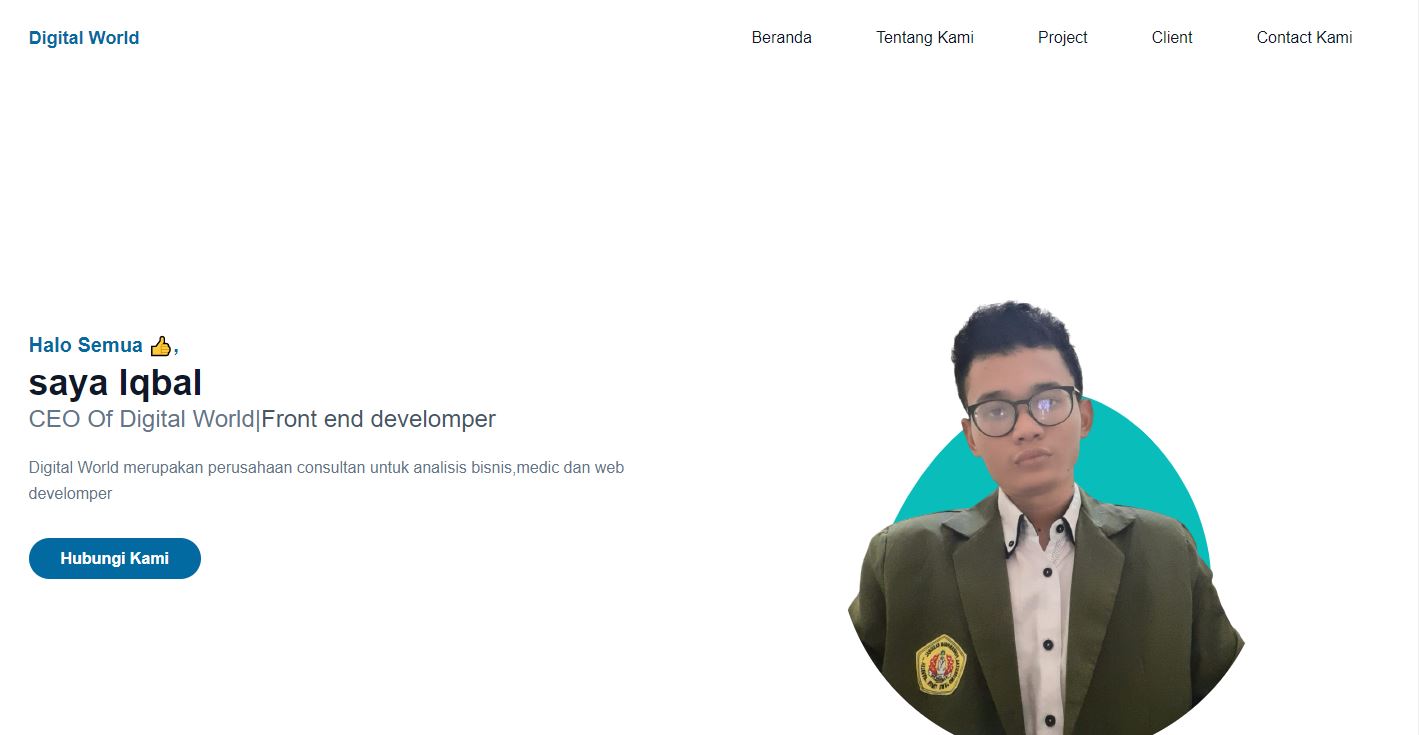 Digital World
Beranda
Tentang Kami
Project
Client
Contact Kami
Halo Semua 👍,
saya Iqbal
CEO Of Digital World|Front end develomper
Digital World merupakan perusahaan consultan untuk analisis bisnis,medic dan web
develomper
Hubungi Kami